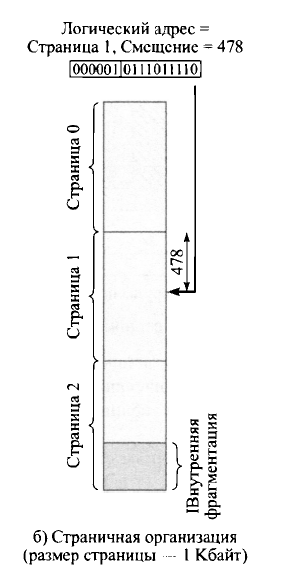 Логический адрес =
Страница 1, Смещение = 478
000001 0111011110
Страница 0
Страница 1
478
Страница 2
IВнутренняя
фрагментация
б) Страничная организация
(размер страницы — 1 Кбайт)